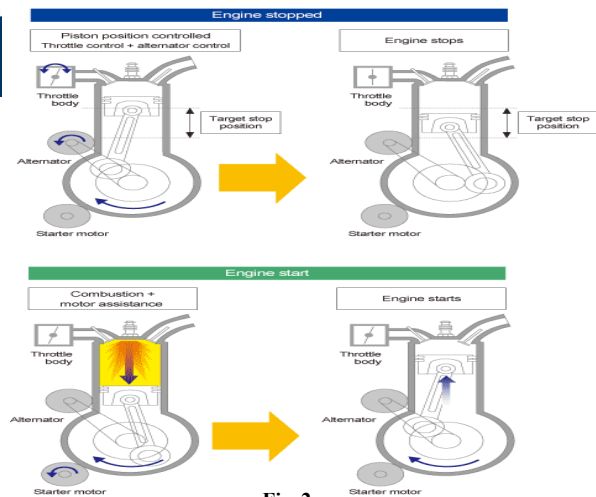 Engine stopped
Piston position controlled
Throttle control + alternator control
Engine stops
Throttle
body
Target stop
position
Alternator
Starter motor
Throttle
body
Target stop
position
Alternator
Starter motor
Engine start
Combustion +
motor assistance
Engine starts
Throttle
body
Alternator
Starter motor
Throttle
body
Alternator
Starter motor